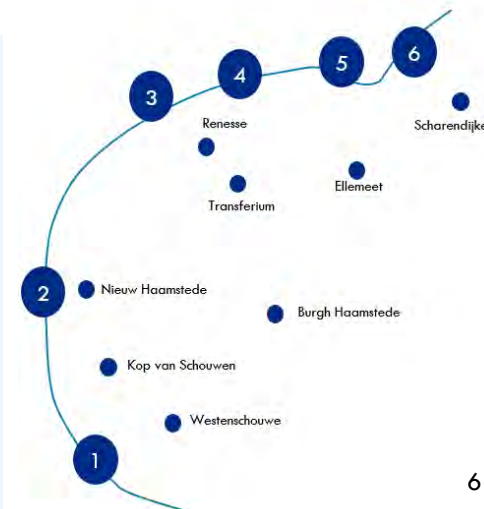 6
5
4
3
Scharendijke
Renesse
Ellemeet
Transferium
2
Nieuw Haamstede
Burgh Haamstede
Kop van Schouwen
Westenschouwe
1
6